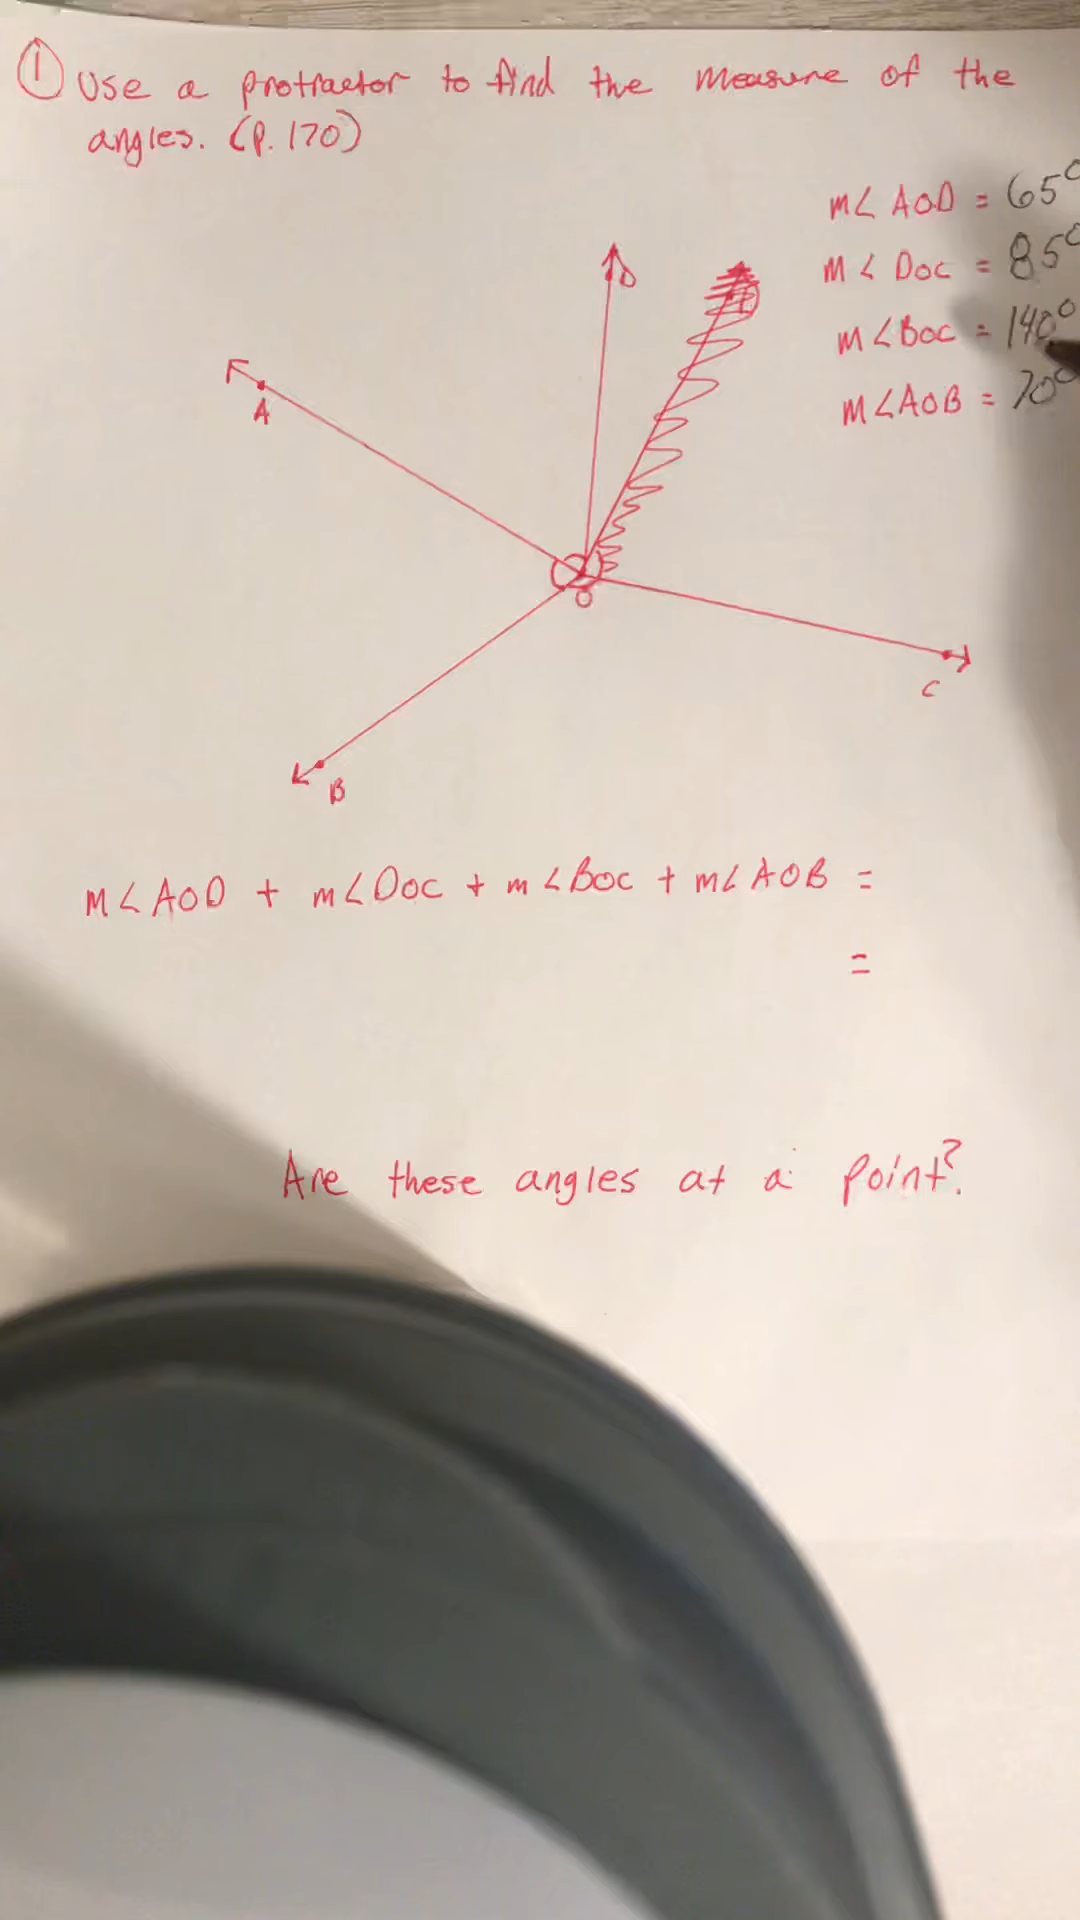 ① Use a protractor to find the measure of the
angles. (P. 170)
m∠ AOD = 65°
m∠ DOC = 85°
m∠BOC = 140°
m∠AOB = 70°
D
A
O
C
B
m∠AOD + m∠DOC + m∠BOC + m∠AOB =
=
Are these angles at a point?